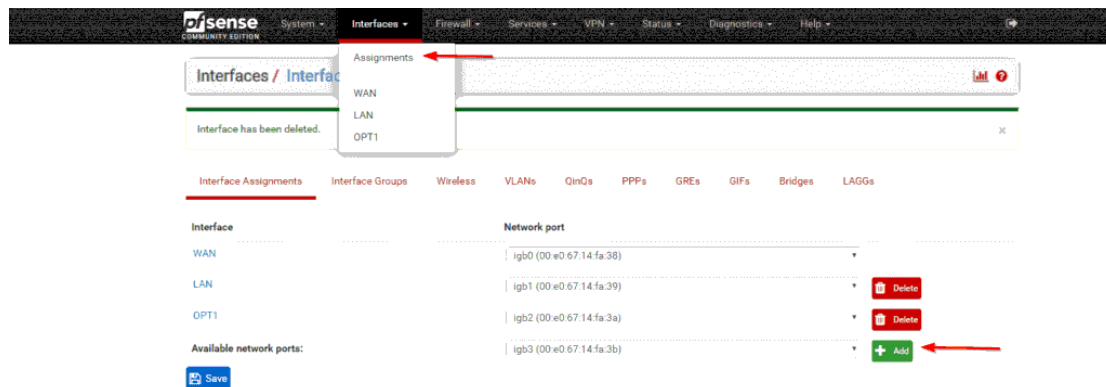 pfsense System Interfaces Firewall Services VPN Status Diagnostics Help
COMMUNITY EDITION
Assignments
WAN
LAN
OPT1
Interfaces / Interfac
Interface has been deleted. ×
Interface Assignments Interface Groups Wireless VLANs QinQs PPPs GREs GIFs Bridges LAGGs
Interface Network port
WAN igb0 (00:e0:67:14:fa:38)
LAN igb1 (00:e0:67:14:fa:39) Delete
OPT1 igb2 (00:e0:67:14:fa:3a) Delete
Available network ports: igb3 (00:e0:67:14:fa:3b) + Add
Save